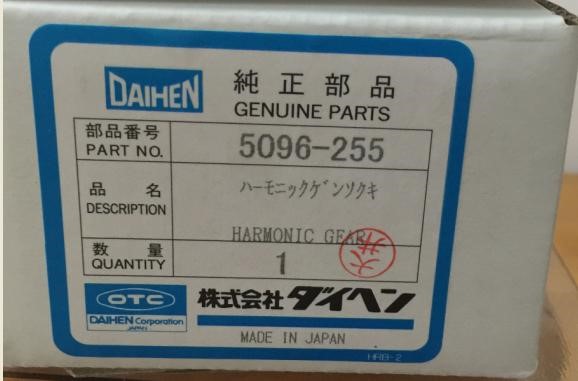 DAIHEN
純正部品
GENUINE PARTS
部品番号
PART NO.
5096-255
品名
DESCRIPTION
ハーモニックゲンソクキ
HARMONIC GEAR
数量
QUANTITY
1
OTC
DAIHEN Corporation
JAPAN
株式会社ダイヘン
MADE IN JAPAN
HRB-2